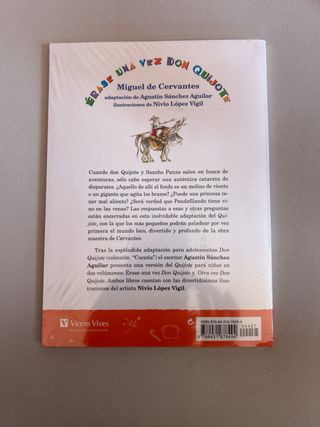 ÉRASE UNA VEZ DON QUIJOTE
Miguel de Cervantes
adaptación de Agustín Sánchez Aguilar
ilustraciones de Nivio López Vigil
Cuando don Quijote y Sancho Panza salen en busca de
aventuras, sólo cabe esperar una auténtica catarata de
disparates. ¿Aquello de allí al fondo es un molino de viento
o un gigante que agita los brazos? ¿Puede una princesa te-
ner mal aliento? ¿Será verdad que Pandafilando tiene vi-
no en las venas? Las respuestas a esas y otras preguntas
están encerradas en esta inolvidable adaptación del Qui-
jote, con la que los más pequeños podrán paladear por vez
primera el mundo loco, divertido y profundo de la obra
maestra de Cervantes.
Tras la espléndida adaptación para adolescentes Don
Quijote (colección “Cucaña”) el escritor Agustín Sánchez
Aguilar presenta una versión del Quijote para niños en
dos volúmenes: Érase una vez Don Quijote y Otra vez Don
Quijote. Ambos libros cuentan con las divertidísimas ilus-
traciones del artista Nivio López Vigil.
Vicens Vives